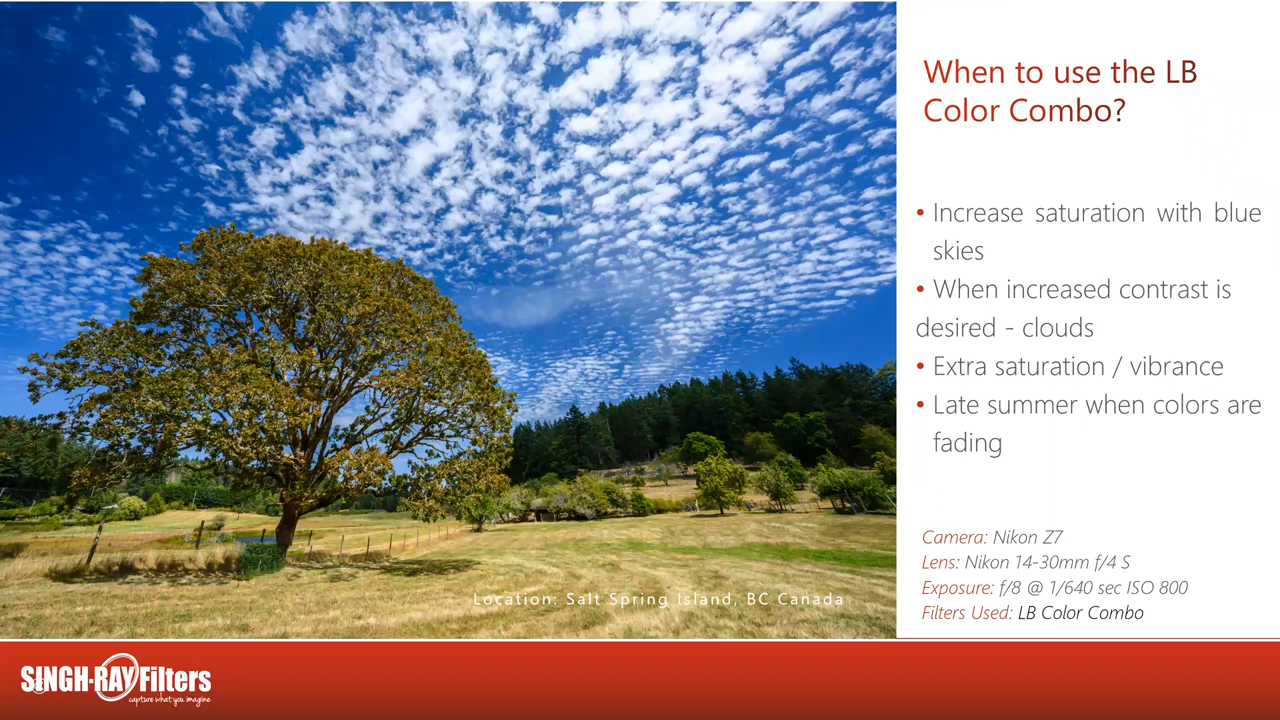 When to use the LB
Color Combo?
• Increase saturation with blue
skies
• When increased contrast is
desired - clouds
• Extra saturation / vibrance
• Late summer when colors are
fading
Camera: Nikon Z7
Lens: Nikon 14-30mm f/4 S
Exposure: f/8 @ 1/640 sec ISO 800
Filters Used: LB Color Combo
Location: Salt Spring Island, BC Canada
SINGH-RAY Filters
capture what you imagine